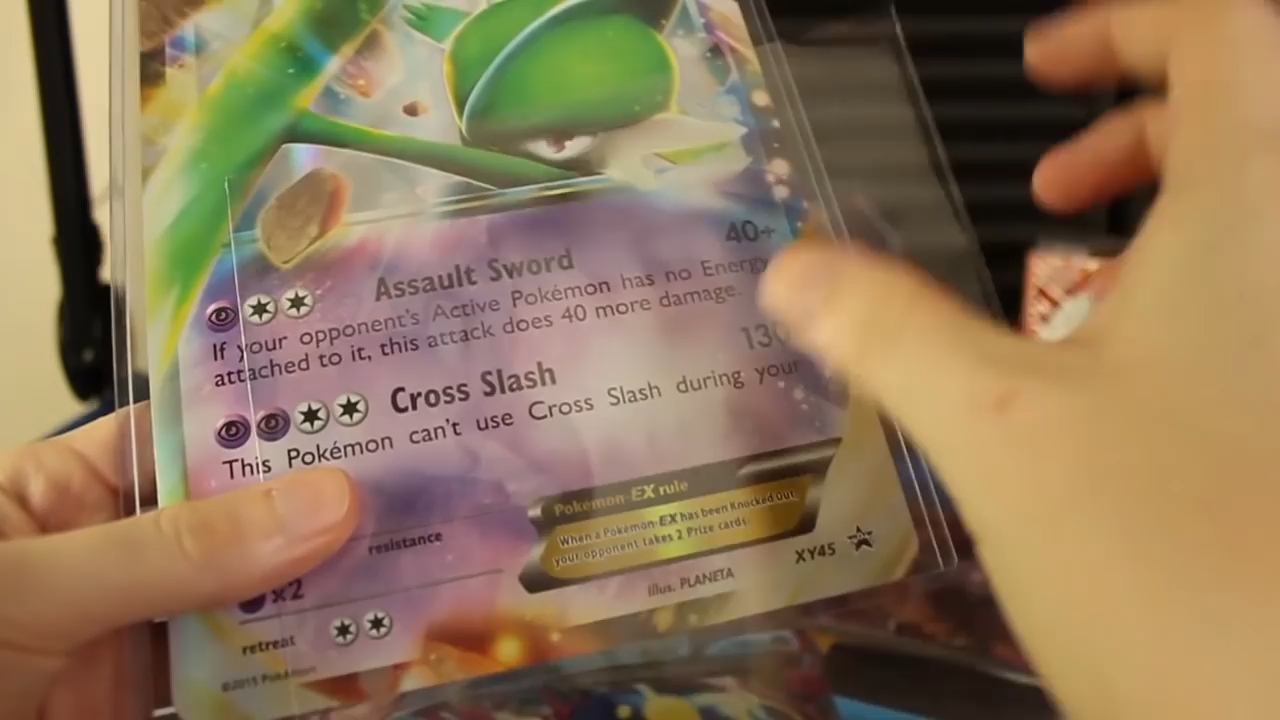 40+
Assault Sword
If your opponent's Active Pokémon has no Energy
attached to it, this attack does 40 more damage.
Cross Slash
This Pokémon can't use Cross Slash during your
resistance
x2
retreat
Pokémon-EX rule
When a Pokémon-EX has been Knocked Out,
your opponent takes 2 Prize cards.
Illus. PLANETA
XY45
©2015 Pokémon